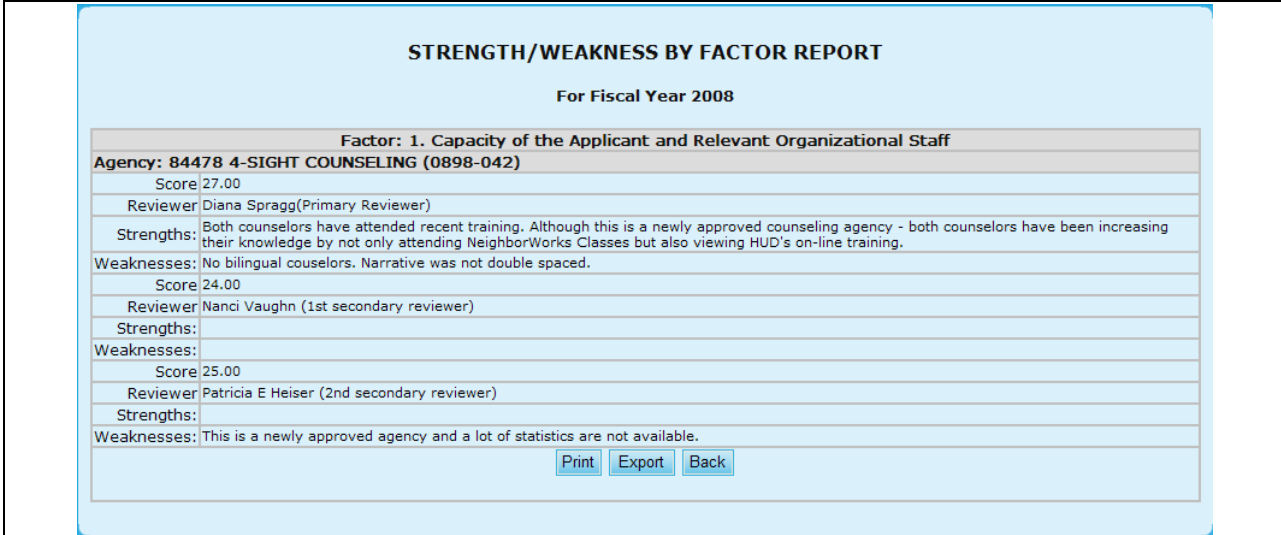 STRENGTH/WEAKNESS BY FACTOR REPORT
For Fiscal Year 2008
Factor: 1. Capacity of the Applicant and Relevant Organizational Staff
Agency: 84478 4-SIGHT COUNSELING (0898-042)
Score 27.00
Reviewer Diana Spragg(Primary Reviewer)
Strengths: Both counselors have attended recent training. Although this is a newly approved counseling agency - both counselors have been increasing
their knowledge by not only attending NeighborWorks Classes but also viewing HUD's on-line training.
Weaknesses: No bilingual couselors. Narrative was not double spaced.
Score 24.00
Reviewer Nanci Vaughn (1st secondary reviewer)
Strengths:
Weaknesses:
Score 25.00
Reviewer Patricia E Heiser (2nd secondary reviewer)
Strengths:
Weaknesses: This is a newly approved agency and a lot of statistics are not available.
Print Export Back